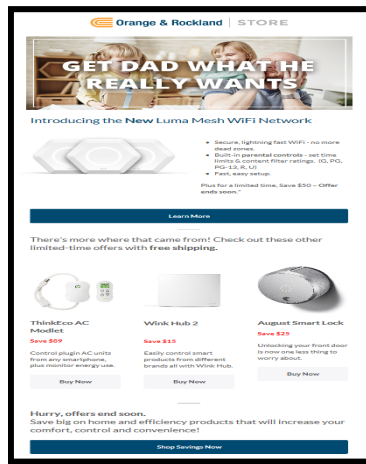 Orange & Rockland | STORE
GET DAD WHAT HE
REALLY WANTS
Introducing the New Luma Mesh WiFi Network
• Secure, lightning fast WiFi - no more
dead zones.
• Built-in parental controls - set time
limits & content filter ratings. (G, PG,
PG-13, R, U)
• Fast, easy setup.
Plus for a limited time, Save $50 – Offer
ends soon.*
Learn More
There's more where that came from! Check out these other
limited-time offers with free shipping.
ThinkEco AC
Modlet
Save $89
Control plugin AC units
from any smartphone,
plus monitor energy use.
Buy Now
Wink Hub 2
Save $15
Easily control smart
products from different
brands all with Wink Hub.
Buy Now
August Smart Lock
Save $25
Unlocking your front door
is now one less thing to
worry about.
Buy Now
Hurry, offers end soon.
Save big on home and efficiency products that will increase your
comfort, control and convenience!
Shop Savings Now